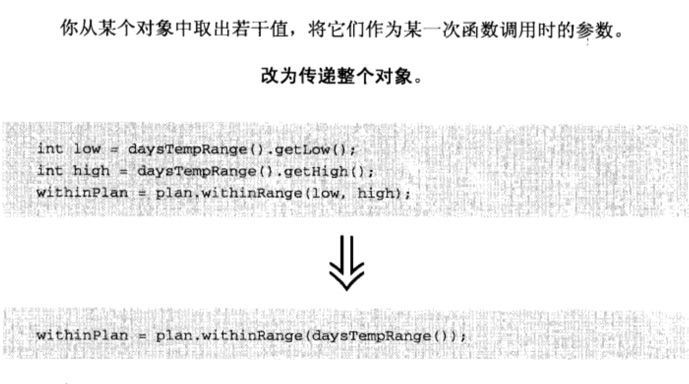 你从某个对象中取出若干值，将它们作为某一次函数调用时的参数。
改为传递整个对象。
int low = daysTempRange().getLow();
int high = daysTempRange().getHigh();
withinPlan = plan.withinRange(low, high);
withinPlan = plan.withinRange(daysTempRange());